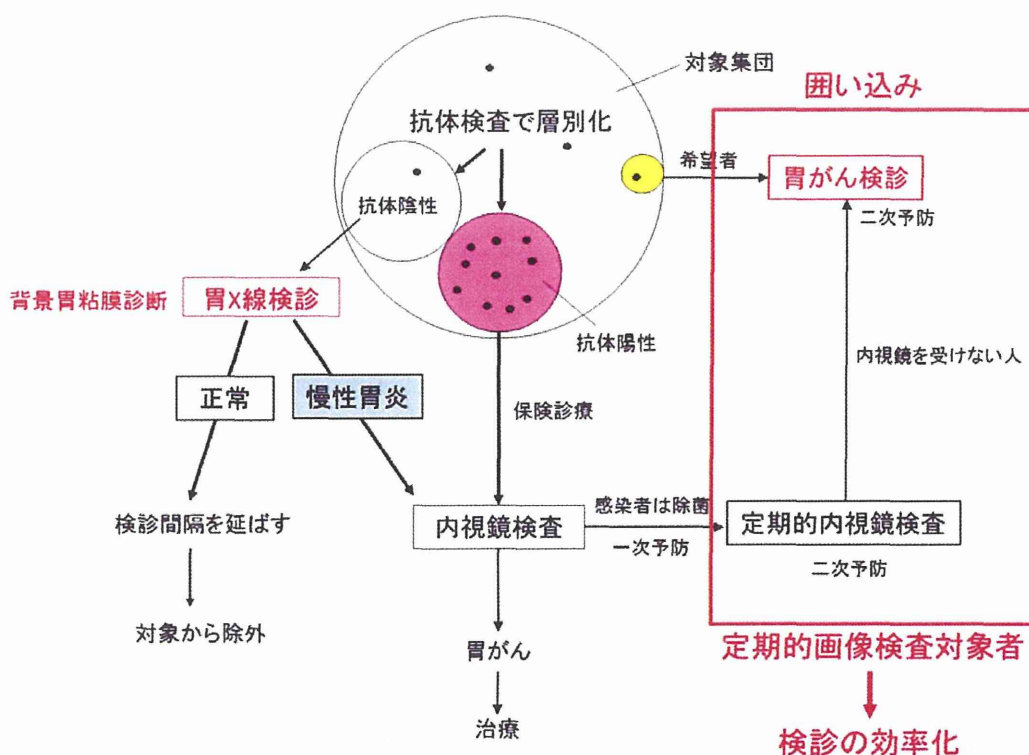 対象集団
囲い込み
抗体検査で層別化
希望者
胃がん検診
抗体陰性
二次予防
背景胃粘膜診断
胃X線検診
抗体陽性
内視鏡を受けない人
正常
慢性胃炎
保険診療
検診間隔を延ばす
内視鏡検査
感染者は除菌
一次予防
定期的内視鏡検査
二次予防
対象から除外
胃がん
定期的画像検査対象者
治療
検診の効率化